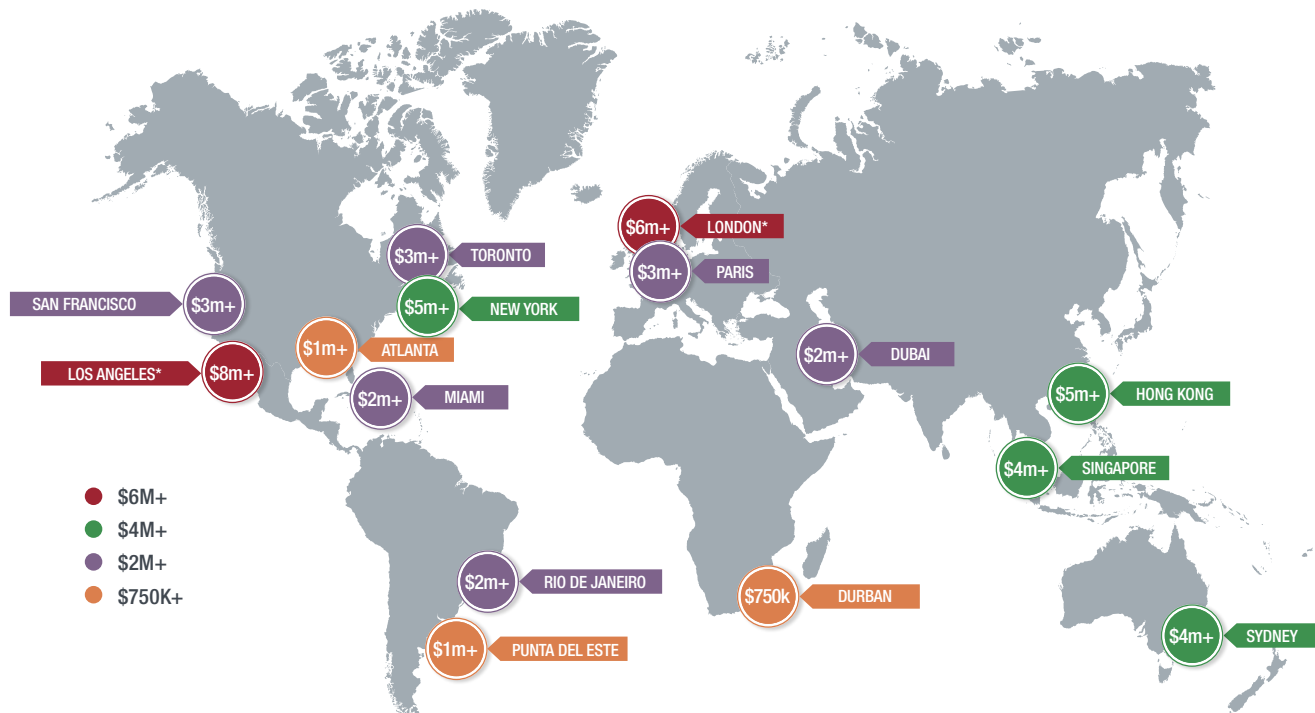 $6m+
LONDON*
$3m+
TORONTO
$3m+
PARIS
SAN FRANCISCO
$3m+
$5m+
NEW YORK
$1m+
ATLANTA
$2m+
DUBAI
LOS ANGELES*
$8m+
$2m+
MIAMI
$5m+
HONG KONG
$4m+
SINGAPORE
$6M+
$4M+
$2M+
$750K+
$2m+
RIO DE JANEIRO
$750k
DURBAN
$1m+
PUNTA DEL ESTE
$4m+
SYDNEY